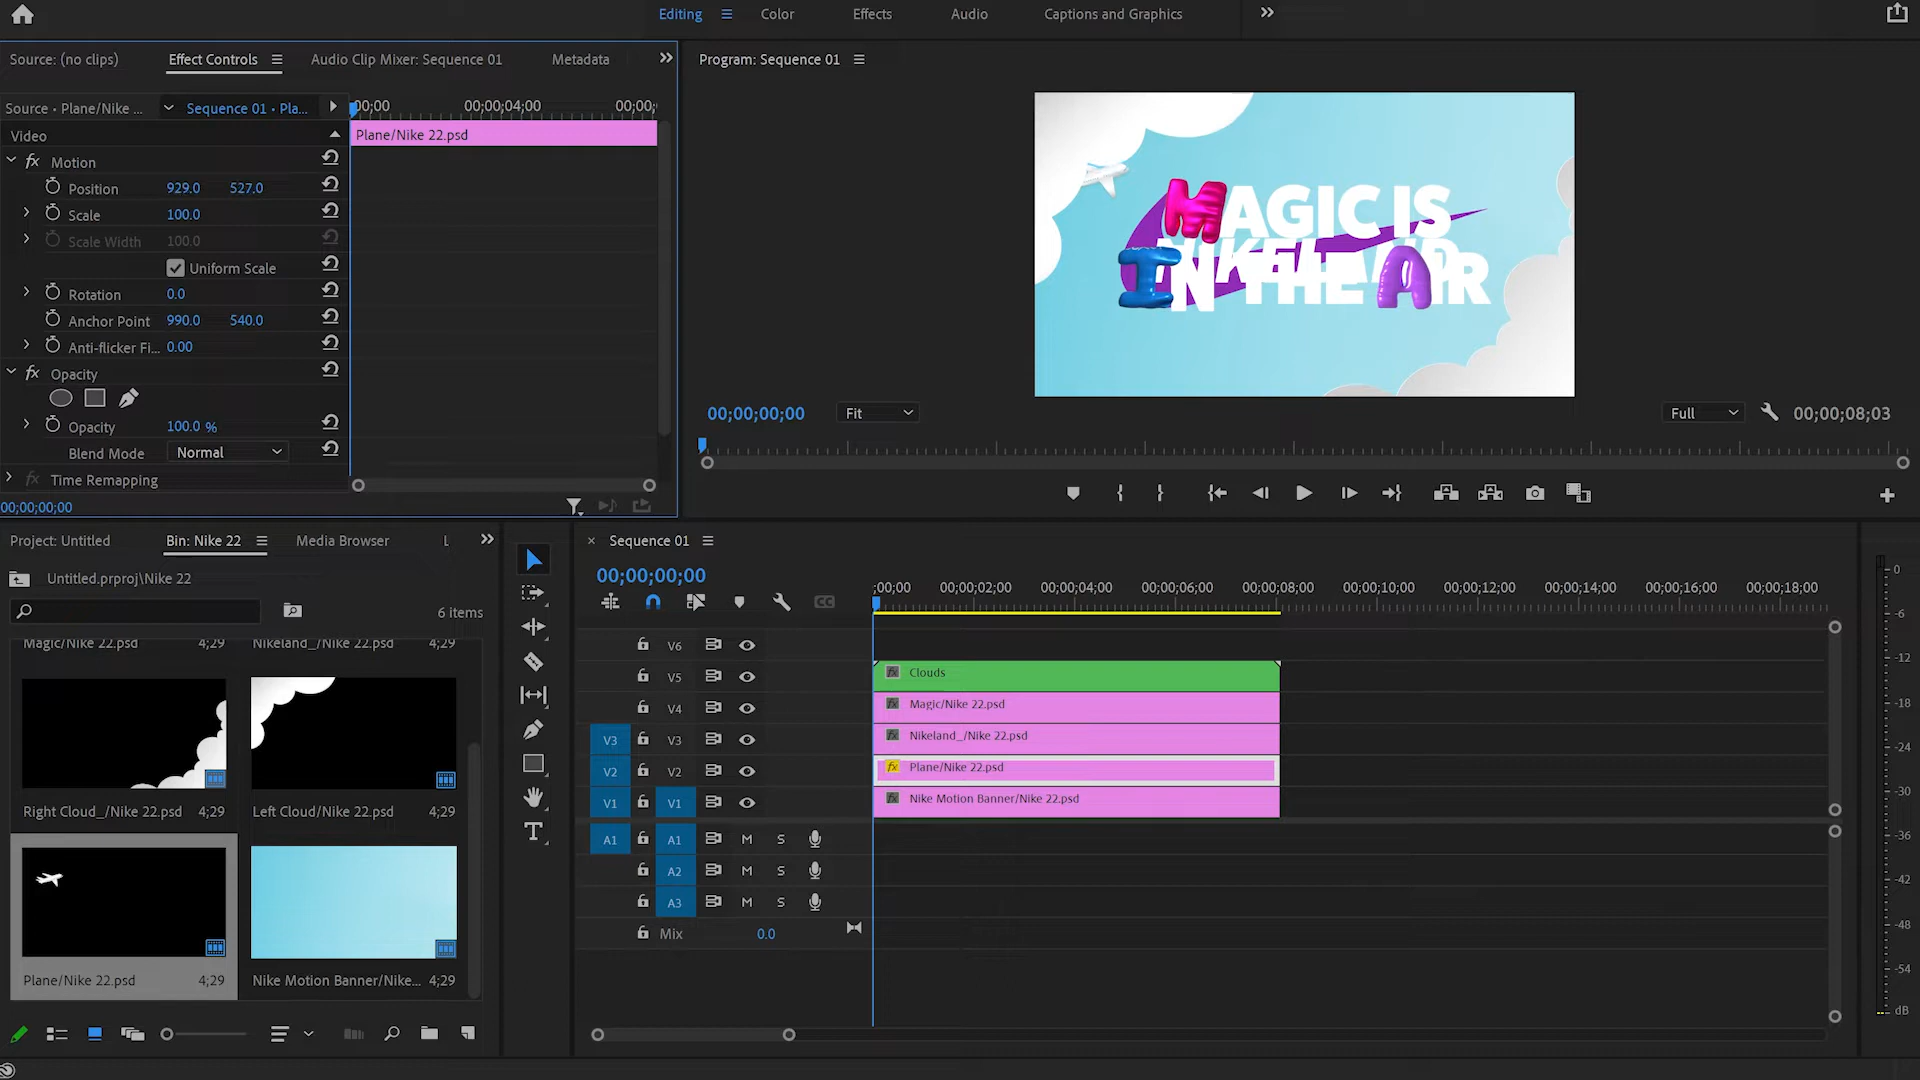 Editing
Color
Effects
Audio
Captions and Graphics
Source: (no clips)
Effect Controls
Audio Clip Mixer: Sequence 01
Metadata
Program: Sequence 01
Source • Plane/Nike ...
Sequence 01 • Pla...
00;00
00;00;04;00
00;00;
Video
Plane/Nike 22.psd
Motion
Position 929.0 527.0
Scale 100.0
Scale Width 100.0
Uniform Scale
Rotation 0.0
Anchor Point 990.0 540.0
Anti-flicker Fi... 0.00
Opacity
Opacity 100.0 %
Blend Mode Normal
Time Remapping
00;00;00;00
MAGIC IS
IN THE AIR
00;00;00;00
Fit
Full
00;00;08;03
Project: Untitled
Bin: Nike 22
Media Browser
L
Untitled.prproj\Nike 22
6 items
Magic/Nike 22.psd 4;29
Nikeland_/Nike 22.psd 4;29
Right Cloud_/Nike 22.psd 4;29
Left Cloud/Nike 22.psd 4;29
Plane/Nike 22.psd 4;29
Nike Motion Banner/Nike... 4;29
Sequence 01
00;00;00;00
;00;00 00;00;02;00 00;00;04;00 00;00;06;00 00;00;08;00 00;00;10;00 00;00;12;00 00;00;14;00 00;00;16;00 00;00;18;00
CC
V6
V5 fx Clouds
V4 fx Magic/Nike 22.psd
V3 V3 fx Nikeland_/Nike 22.psd
V2 V2 fx Plane/Nike 22.psd
V1 V1 fx Nike Motion Banner/Nike 22.psd
A1 A1 M S
A2 M S
A3 M S
Mix 0.0
0
-6
-12
-18
-24
-30
-36
-42
-48
-54
dB